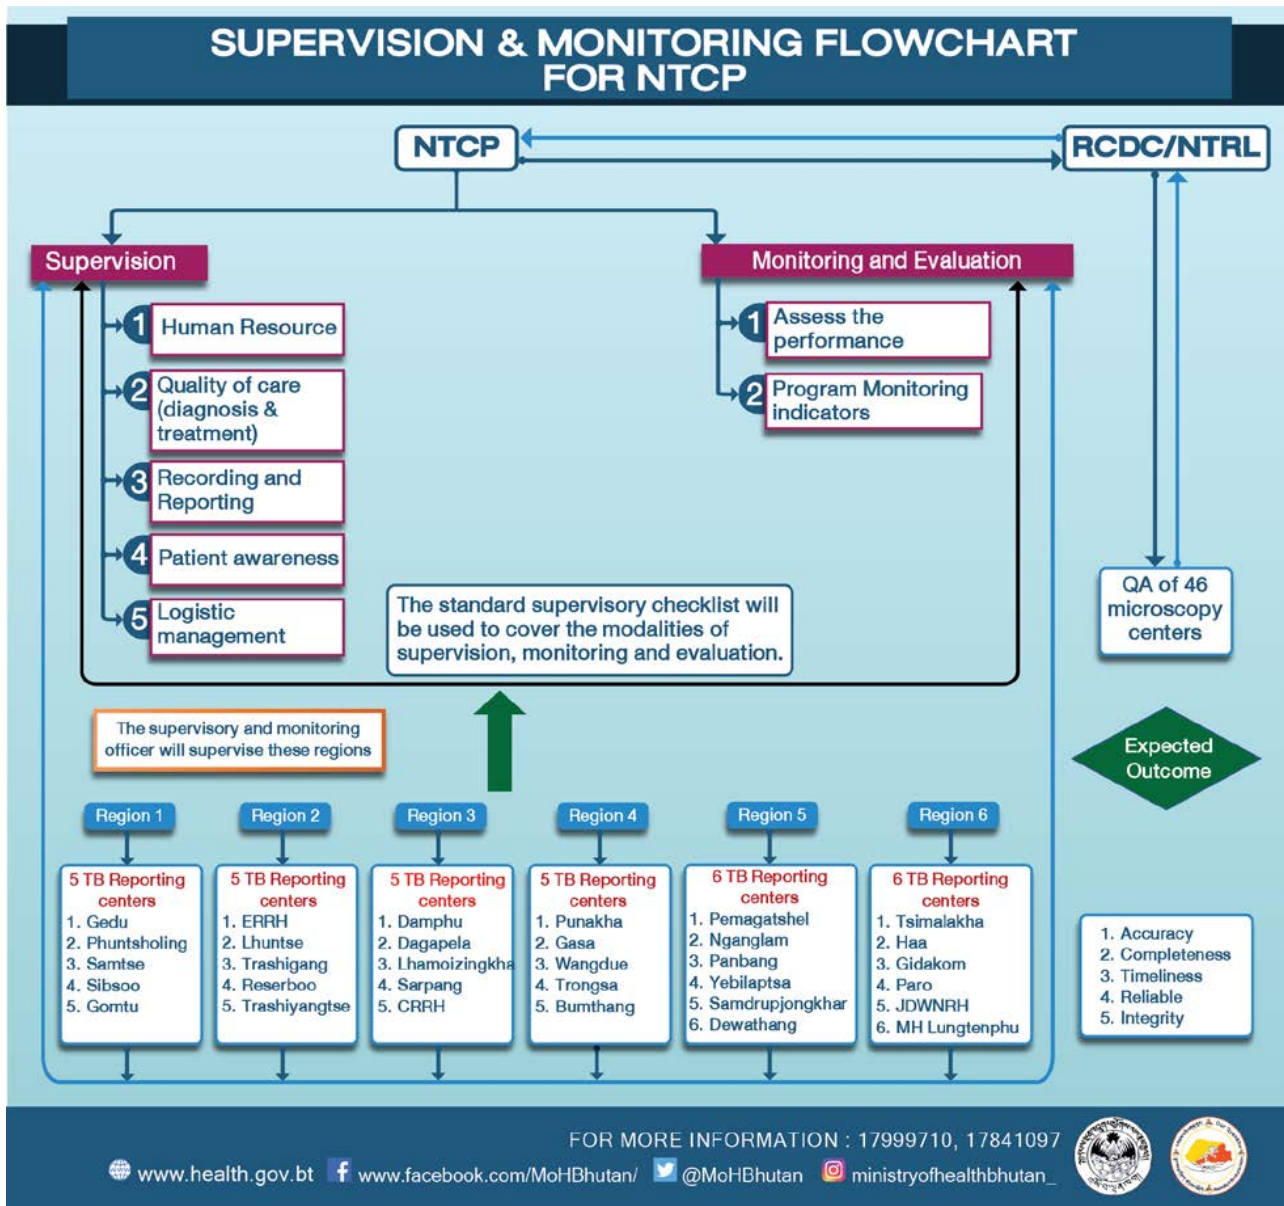 SUPERVISION & MONITORING FLOWCHART
FOR NTCP
NTCP
RCDC/NTRL
Supervision
Monitoring and Evaluation
1 Human Resource
2 Quality of care
(diagnosis &
treatment)
3 Recording and
Reporting
4 Patient awareness
5 Logistic
management
1 Assess the
performance
2 Program Monitoring
indicators
QA of 46
microscopy
centers
The standard supervisory checklist will
be used to cover the modalities of
supervision, monitoring and evaluation.
The supervisory and monitoring
officer will supervise these regions
Expected
Outcome
Region 1
5 TB Reporting
centers
1. Gedu
2. Phuntsholing
3. Samtse
4. Sibsoo
5. Gomtu
Region 2
5 TB Reporting
centers
1. ERRH
2. Lhuntse
3. Trashigang
4. Reserboo
5. Trashiyangtse
Region 3
5 TB Reporting
centers
1. Damphu
2. Dagapela
3. Lhamoizingkha
4. Sarpang
5. CRRH
Region 4
5 TB Reporting
centers
1. Punakha
2. Gasa
3. Wangdue
4. Trongsa
5. Bumthang
Region 5
6 TB Reporting
centers
1. Pemagatshel
2. Nganglam
3. Panbang
4. Yebilaptsa
5. Samdrupjongkhar
6. Dewathang
Region 6
6 TB Reporting
centers
1. Tsimalakha
2. Haa
3. Gidakom
4. Paro
5. JDWNRH
6. MH Lungtenphu
1. Accuracy
2. Completeness
3. Timeliness
4. Reliable
5. Integrity
FOR MORE INFORMATION : 17999710, 17841097
www.health.gov.bt f www.facebook.com/MoHBhutan/ @MoHBhutan ministryofhealthbhutan_